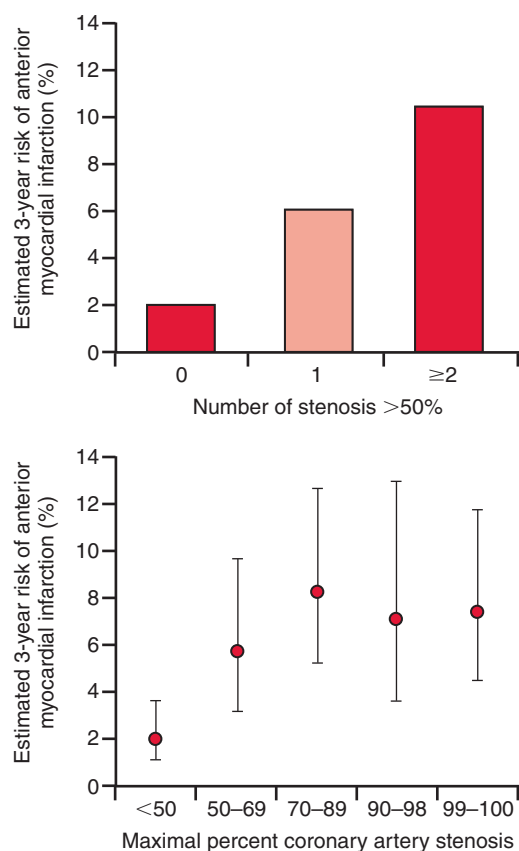 Estimated 3-year risk of anterior
myocardial infarction (%)
14
12
10
8
6
4
2
0
0 1 ≥2
Number of stenosis >50%
Estimated 3-year risk of anterior
myocardial infarction (%)
14
12
10
8
6
4
2
0
<50 50–69 70–89 90–98 99–100
Maximal percent coronary artery stenosis